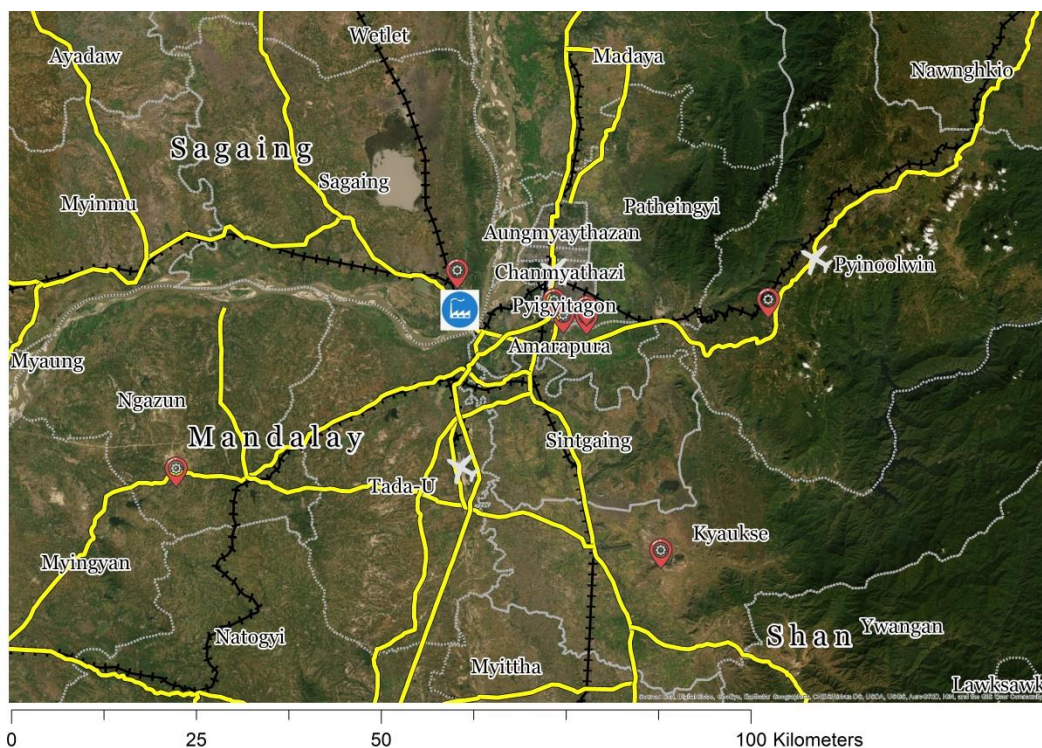 Wetlet
Ayadaw
Madaya
Nawnghkio
Sagaing
Sagaing
Myinmu
Patheingyi
Aungmyaythazan
Chanmyathazi
Pyinoolwin
Pyigyitagon
Amarapura
Myaung
Ngazun
Mandalay
Sintgaing
Tada-U
Kyaukse
Myingyan
Natogyi
Shan
Ywangan
Myittha
Lawksawk
0 25 50 100 Kilometers